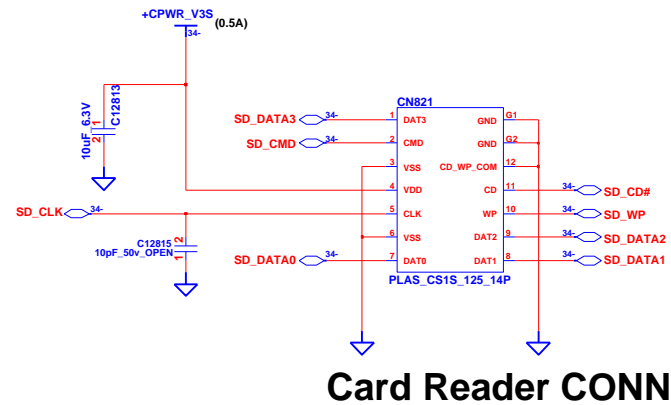 +CPWR_V3S
34-
(0.5A)
10uF_6.3V
2 1
C12813
CN821
SD_DATA3 34- 1 DAT3 GND G1
SD_CMD 34- 2 CMD GND G2
3 VSS CD_WP_COM 12
4 VDD CD 11 34- SD_CD#
SD_CLK 34- 5 CLK WP 10 34- SD_WP
6 VSS DAT2 9 34- SD_DATA2
SD_DATA0 34- 7 DAT0 DAT1 8 34- SD_DATA1
C12815
10pF_50v_OPEN
1 2
PLAS_CS1S_125_14P
Card Reader CONN